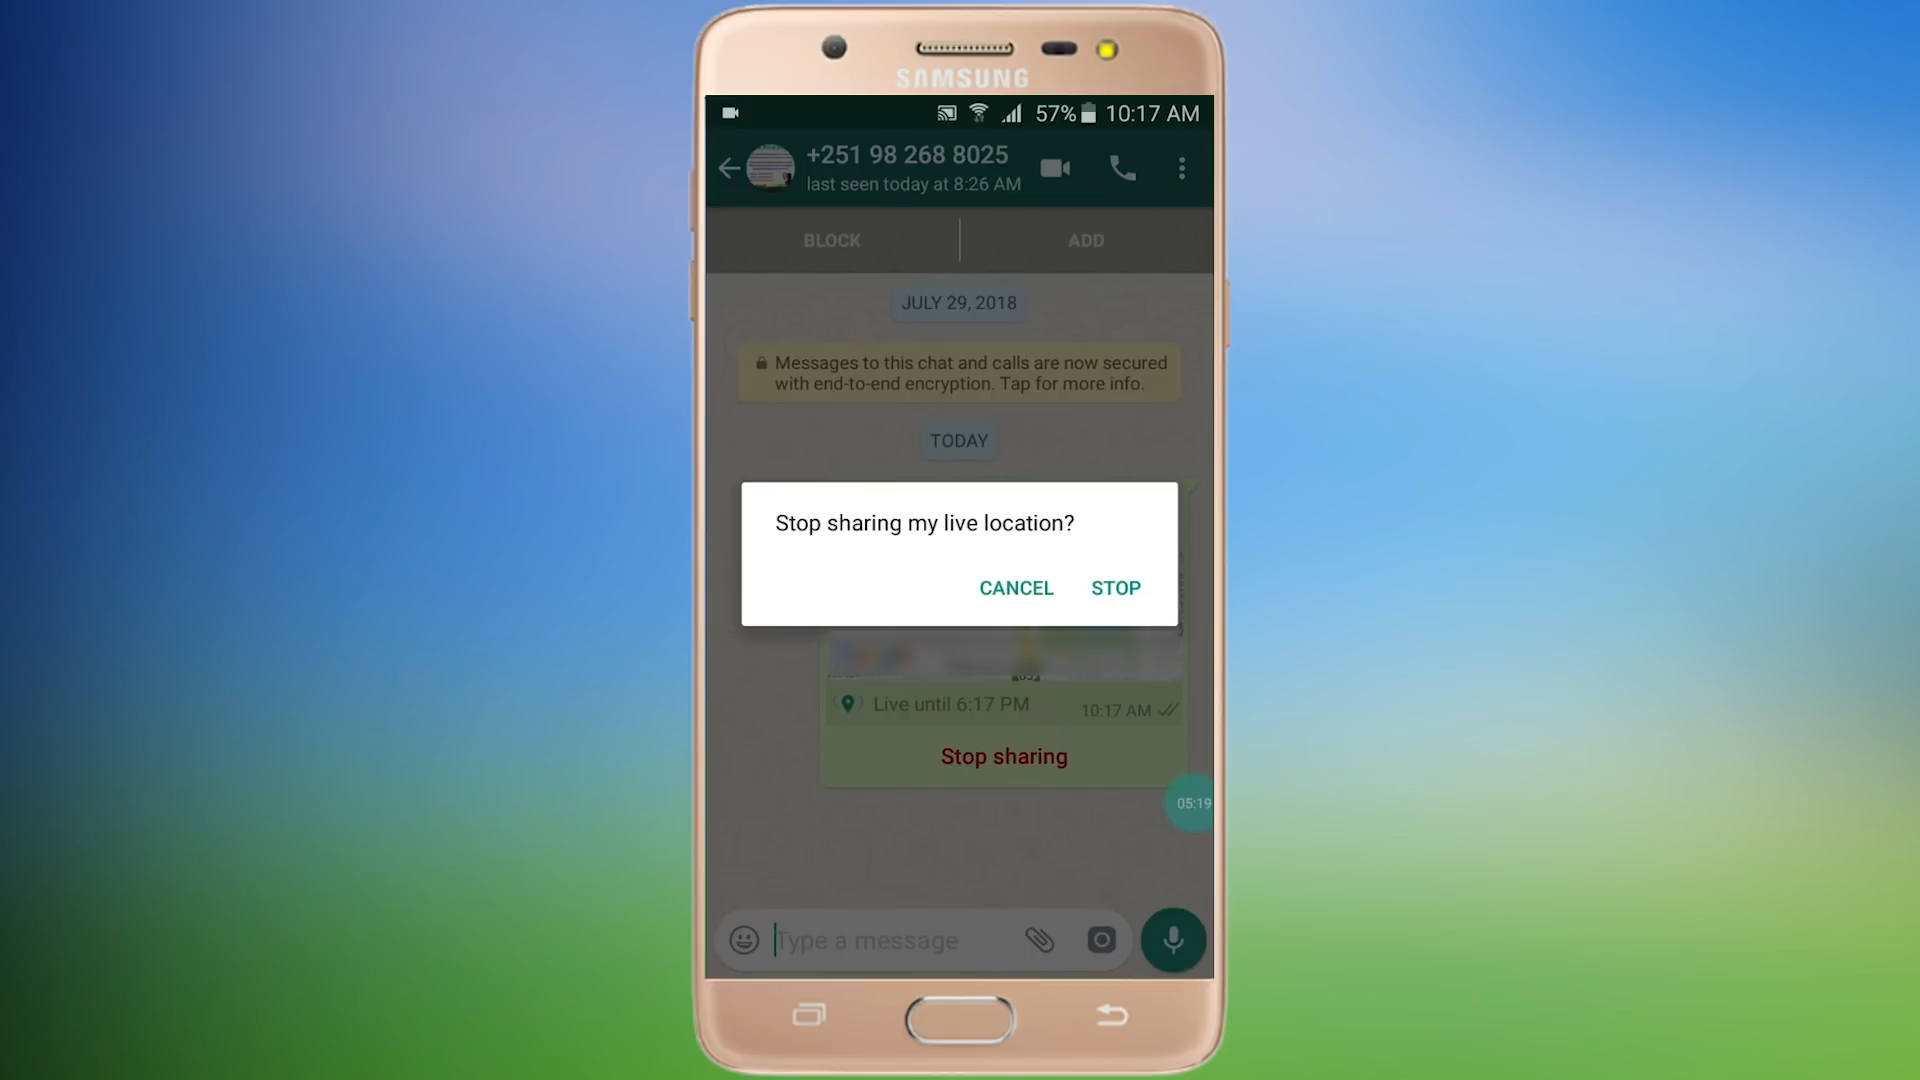 SAMSUNG
57% 10:17 AM
+251 98 268 8025
last seen today at 8:26 AM
BLOCK
ADD
JULY 29, 2018
Messages to this chat and calls are now secured
with end-to-end encryption. Tap for more info.
TODAY
Stop sharing my live location?
CANCEL
STOP
Live until 6:17 PM
10:17 AM
Stop sharing
05:19
Type a message